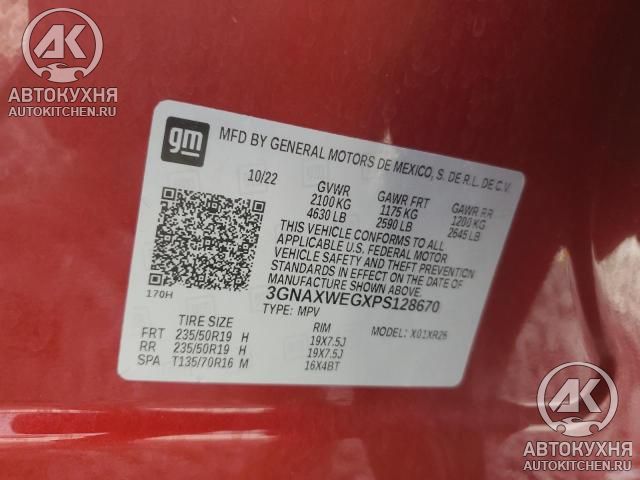 AK
АВТОКУХНЯ
AUTOKITCHEN.RU
gm
MFD BY GENERAL MOTORS DE MEXICO, S. DE R.L. DE C.V.
10/22 GVWR GAWR FRT GAWR RR
2100 KG 1175 KG 1200 KG
4630 LB 2590 LB 2645 LB
THIS VEHICLE CONFORMS TO ALL
APPLICABLE U.S. FEDERAL MOTOR
VEHICLE SAFETY AND THEFT PREVENTION
STANDARDS IN EFFECT ON THE DATE OF
MANUFACTURE SHOWN ABOVE.
170H 3GNAXWEGXPS128670
TYPE: MPV MODEL: X01XR26
TIRE SIZE RIM
FRT 235/50R19 H 19X7.5J
RR 235/50R19 H 19X7.5J
SPA T135/70R16 M 16X4BT
AK
АВТОКУХНЯ
AUTOKITCHEN.RU